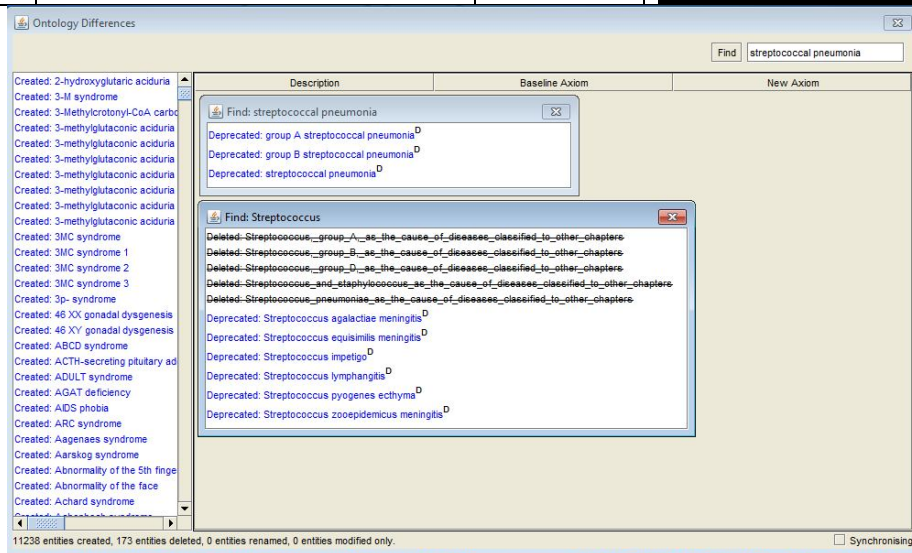 Ontology Differences
Find streptococcal pneumonia
Created: 2-hydroxyglutaric aciduria
Created: 3-M syndrome
Created: 3-Methylcrotonyl-CoA carbo
Created: 3-methylglutaconic aciduria
Created: 3-methylglutaconic aciduria
Created: 3-methylglutaconic aciduria
Created: 3-methylglutaconic aciduria
Created: 3-methylglutaconic aciduria
Created: 3-methylglutaconic aciduria
Created: 3-methylglutaconic aciduria
Created: 3MC syndrome
Created: 3MC syndrome 1
Created: 3MC syndrome 2
Created: 3MC syndrome 3
Created: 3p- syndrome
Created: 46 XX gonadal dysgenesis
Created: 46 XY gonadal dysgenesis
Created: ABCD syndrome
Created: ACTH-secreting pituitary ad
Created: ADULT syndrome
Created: AGAT deficiency
Created: AIDS phobia
Created: ARC syndrome
Created: Aagenaes syndrome
Created: Aarskog syndrome
Created: Abnormality of the 5th finge
Created: Abnormality of the face
Created: Achard syndrome
Description Baseline Axiom New Axiom
Find: streptococcal pneumonia
Deprecated: group A streptococcal pneumonia D
Deprecated: group B streptococcal pneumonia D
Deprecated: streptococcal pneumonia D
Find: Streptococcus
Deleted: Streptococcus,_group_A,_as_the_cause_of_diseases_classified_to_other_chapters
Deleted: Streptococcus,_group_B,_as_the_cause_of_diseases_classified_to_other_chapters
Deleted: Streptococcus,_group_D,_as_the_cause_of_diseases_classified_to_other_chapters
Deleted: Streptococcus_and_staphylococcus_as_the_cause_of_diseases_classified_to_other_chapters
Deleted: Streptococcus_pneumoniae_as_the_cause_of_diseases_classified_to_other_chapters
Deprecated: Streptococcus agalactiae meningitis D
Deprecated: Streptococcus equisimilis meningitis D
Deprecated: Streptococcus impetigo D
Deprecated: Streptococcus lymphangitis D
Deprecated: Streptococcus pyogenes ecthyma D
Deprecated: Streptococcus zooepidemicus meningitis D
11238 entities created, 173 entities deleted, 0 entities renamed, 0 entities modified only.
Synchronising